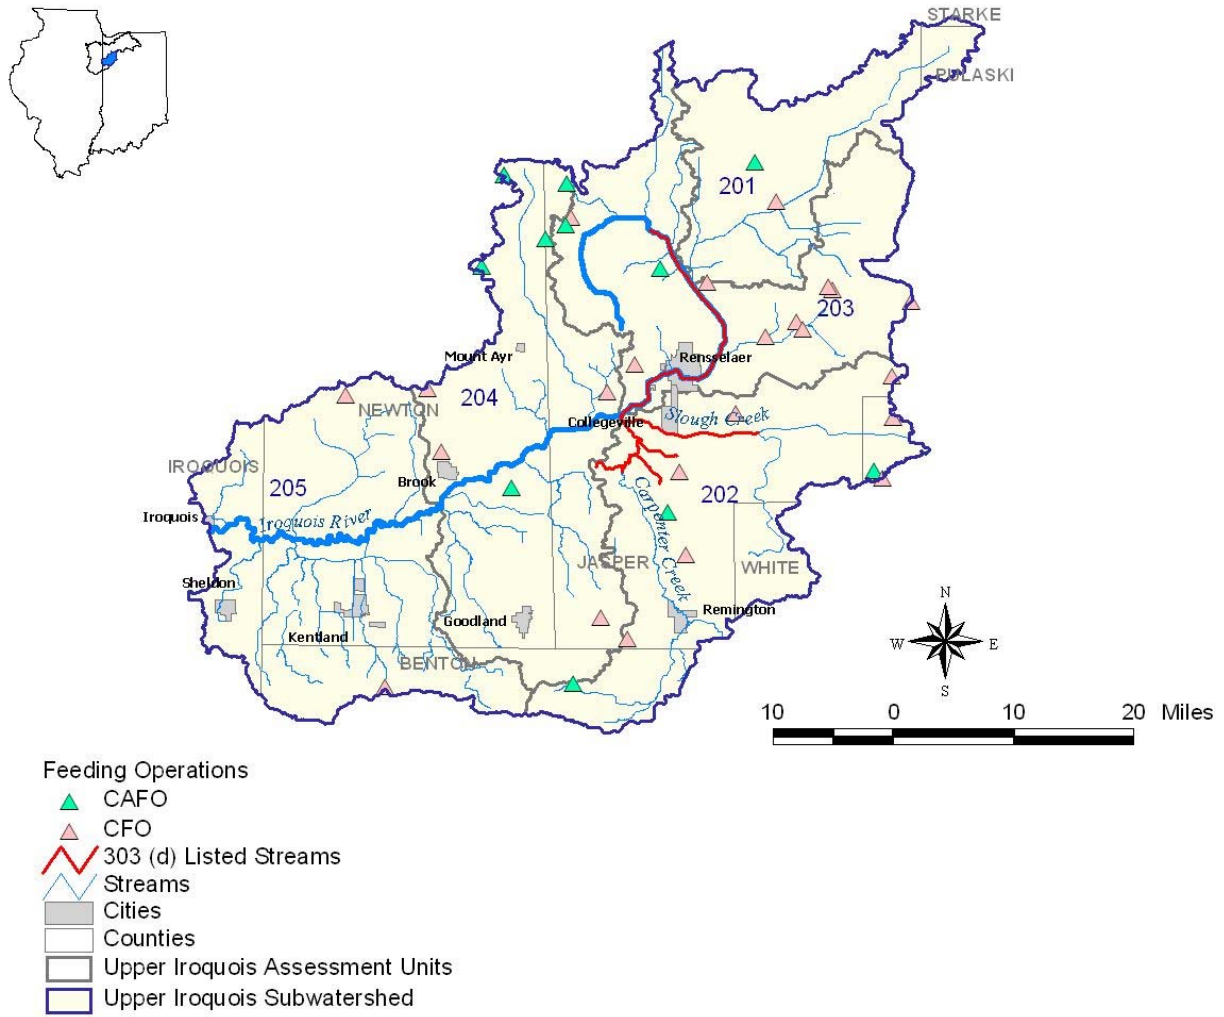 STARKE
PULASKI
201
203
Mount Ayr
Rensselaer
204
NEWTON
Slough Creek
Collegeville
IROQUOIS
Brook
205
202
Iroquois
Iroquois River
Carpenter Creek
JASPER
WHITE
Sheldon
Remington
Goodland
Kentland
BENTON
N
W
E
S
10 0 10 20 Miles
Feeding Operations
CAFO
CFO
303 (d) Listed Streams
Streams
Cities
Counties
Upper Iroquois Assessment Units
Upper Iroquois Subwatershed